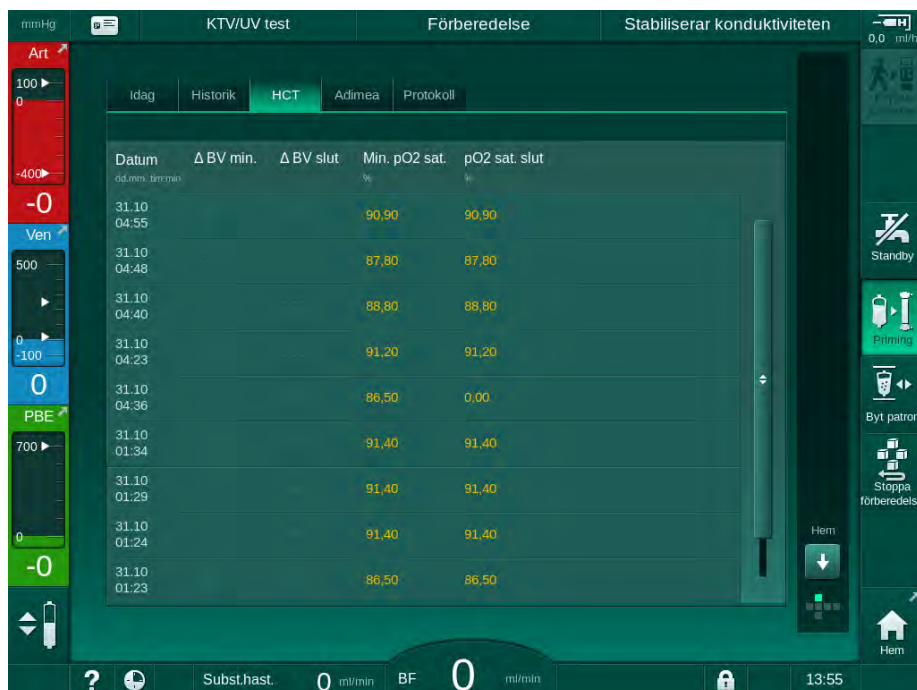 mmHg
KTV/UV test
Förberedelse
Stabiliserar konduktiviteten
0,0 ml/h
Art
100
0
-400
-0
Ven
500
0
-100
0
PBE
700
0
-0
Idag
Historik
HCT
Adimea
Protokoll
Datum
Δ BV min.
Δ BV slut
Min. pO2 sat.
pO2 sat. slut
dd.mm. tim:min
%
%
31.10
04:55
90,90
90,90
31.10
04:48
87,80
87,80
31.10
04:40
88,80
88,80
31.10
04:23
91,20
91,20
31.10
04:36
86,50
0,00
31.10
01:34
91,40
91,40
31.10
01:29
91,40
91,40
31.10
01:24
91,40
91,40
31.10
01:23
86,50
86,50
Hem
Standby
Priming
Byt patron
Stoppa
förberedels
Hem
?
Subst.hast.
0 ml/min
BF
0 ml/min
13:55